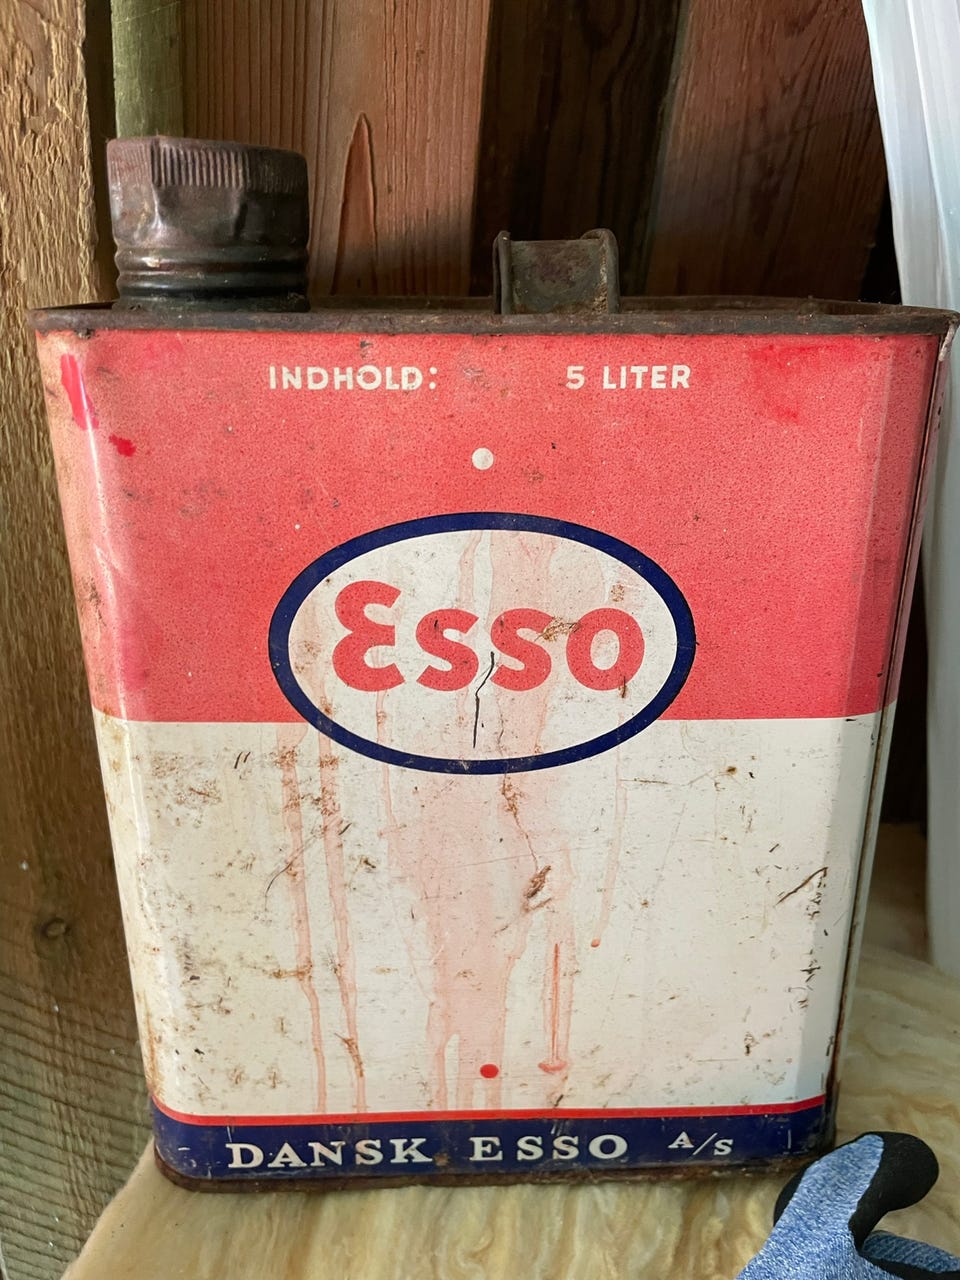 INDHOLD: 5 LITER
Esso
DANSK ESSO A/S